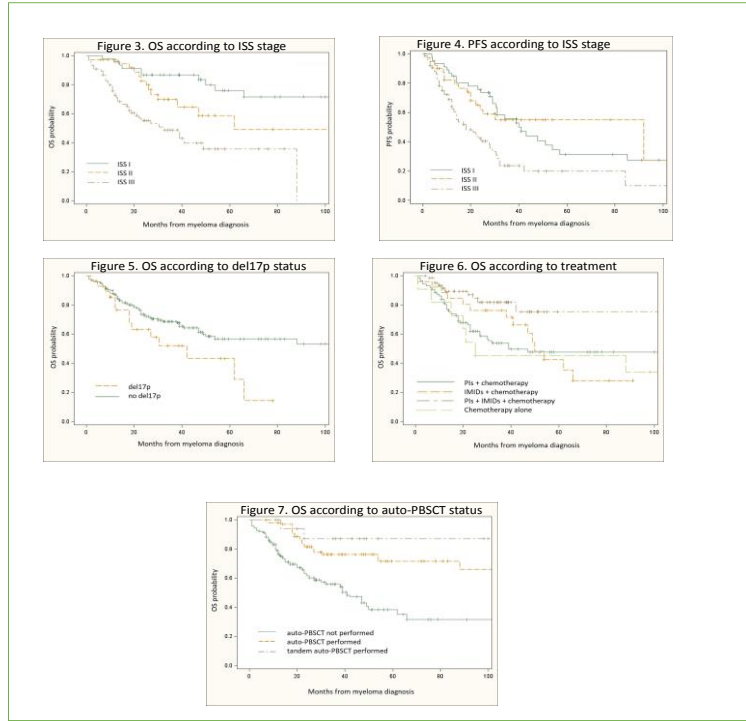 Figure 3. OS according to ISS stage
1.0
0.8
0.6
0.4
0.2
0.0
OS probability
ISS I
ISS II
ISS III
0 20 40 60 80 100
Months from myeloma diagnosis
Figure 4. PFS according to ISS stage
1.0
0.8
0.6
0.4
0.2
0.0
PFS probability
ISS I
ISS II
ISS III
0 20 40 60 80 100
Months from myeloma diagnosis
Figure 5. OS according to del17p status
1.0
0.8
0.6
0.4
0.2
0.0
OS probability
del17p
no del17p
0 20 40 60 80 100
Months from myeloma diagnosis
Figure 6. OS according to treatment
1.0
0.8
0.6
0.4
0.2
0.0
OS probability
PIs + chemotherapy
IMIDs + chemotherapy
PIs + IMIDs + chemotherapy
Chemotherapy alone
0 20 40 60 80 100
Months from myeloma diagnosis
Figure 7. OS according to auto-PBSCT status
1.0
0.8
0.6
0.4
0.2
0.0
OS probability
auto-PBSCT not performed
auto-PBSCT performed
tandem auto-PBSCT performed
0 20 40 60 80 100
Months from myeloma diagnosis